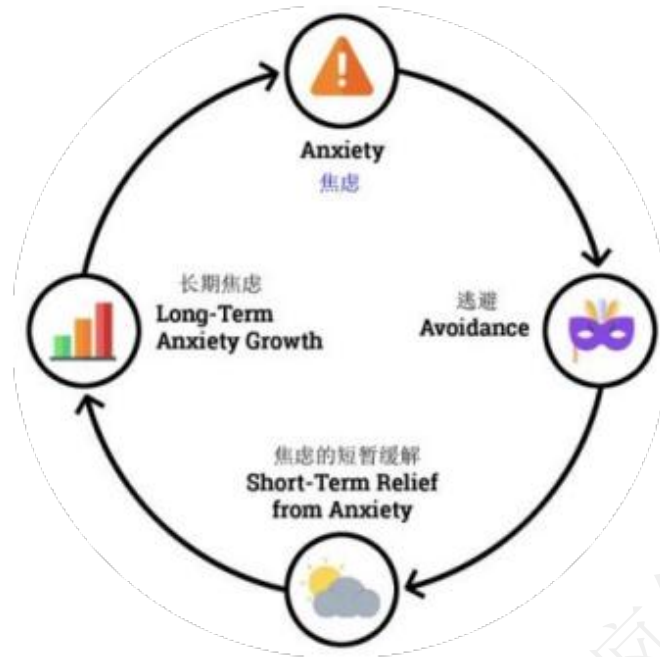 Anxiety
焦虑
逃避
Avoidance
焦虑的短暂缓解
Short-Term Relief
from Anxiety
长期焦虑
Long-Term
Anxiety Growth